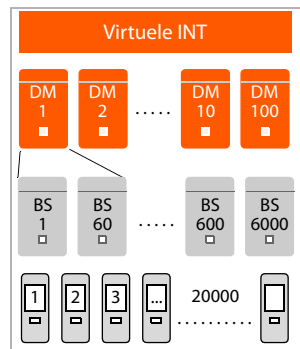 Virtuele INT
DM DM DM DM
1 2 ..... 10 100
BS BS BS BS
1 60 ..... 600 6000
1 2 3 ... 20000
..........